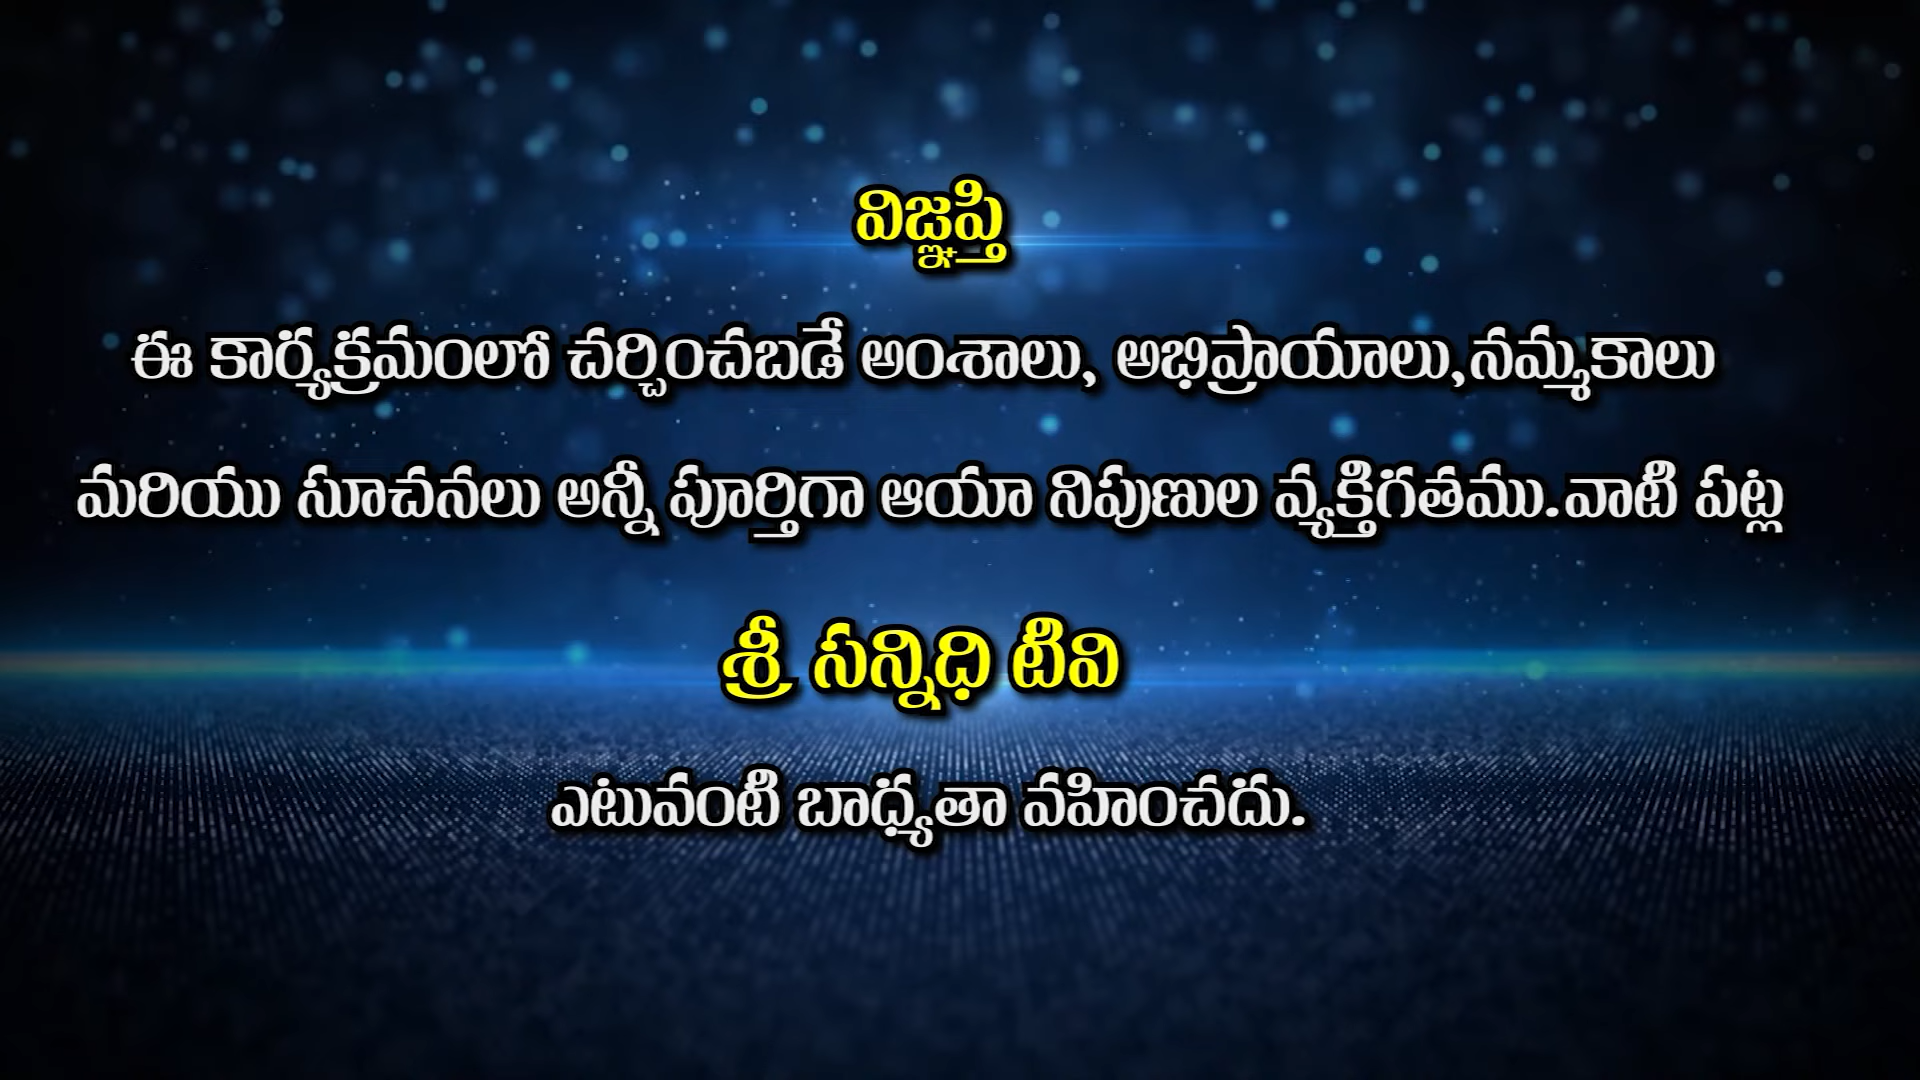 విజ్ఞప్తి
ఈ కార్యక్రమంలో చర్చించబడే అంశాలు, అభిప్రాయాలు,నమ్మకాలు
మరియు సూచనలు అన్నీ పూర్తిగా ఆయా నిపుణుల వ్యక్తిగతము.వాటి పట్ల
శ్రీ సన్నిధి టీవి
ఎటువంటి బాధ్యతా వహించదు.